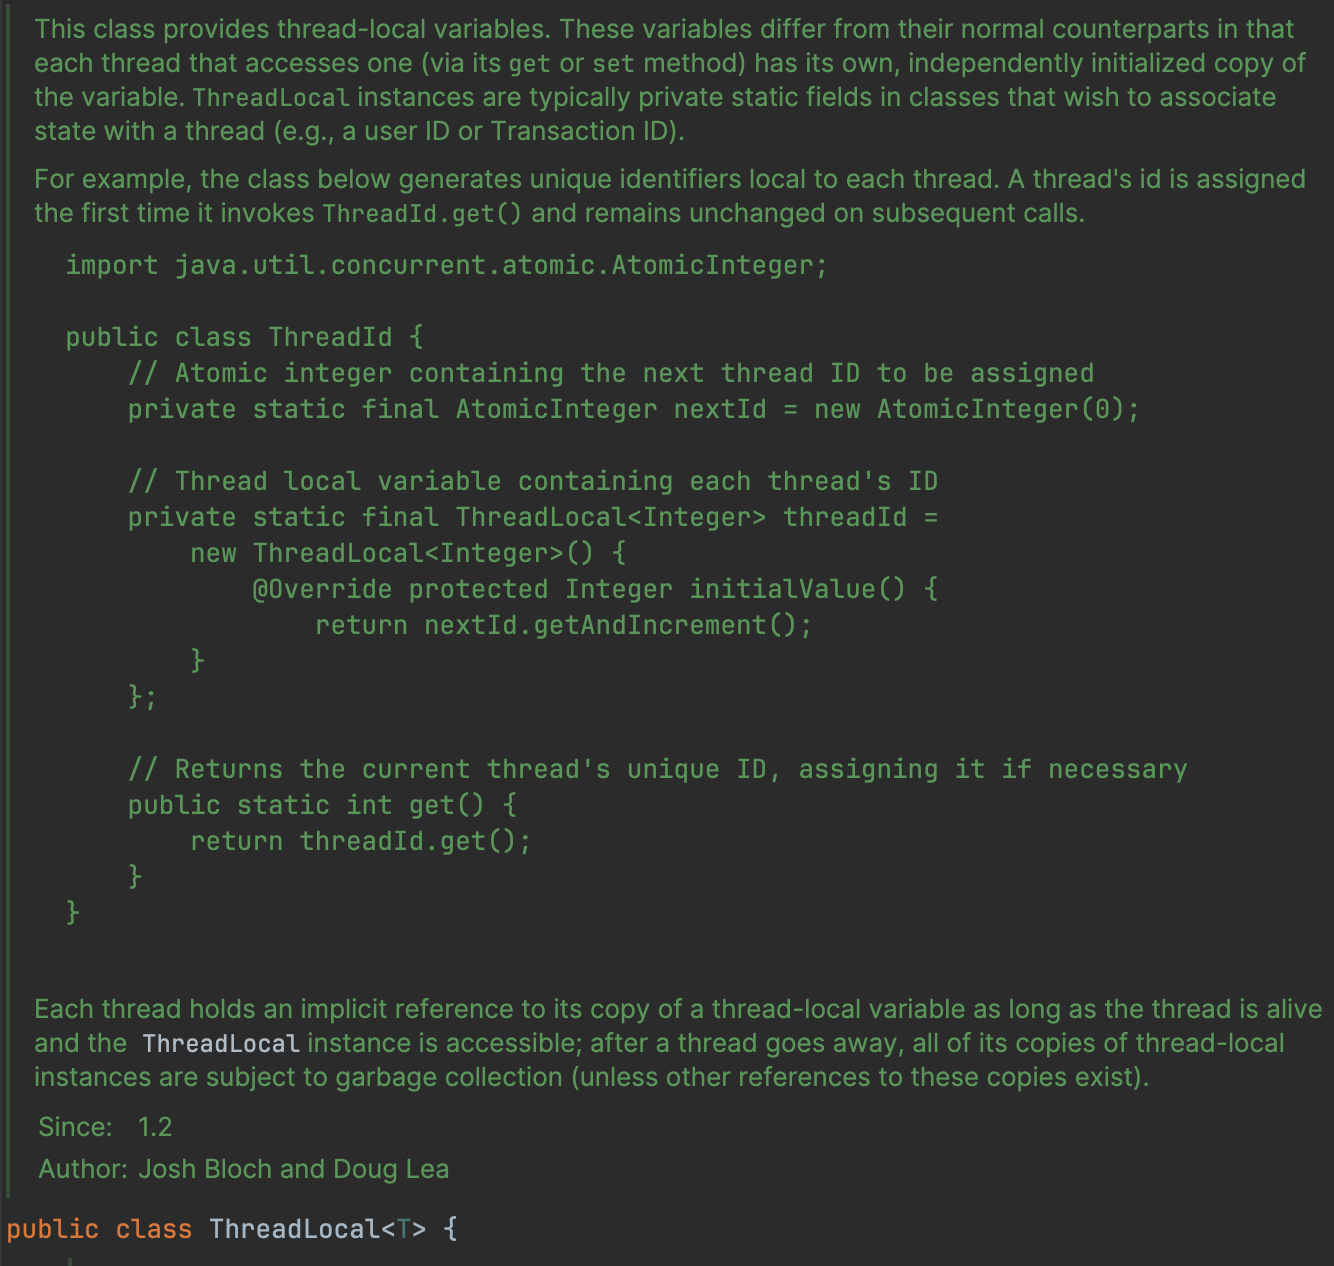 This class provides thread-local variables. These variables differ from their normal counterparts in that
each thread that accesses one (via its get or set method) has its own, independently initialized copy of
the variable. ThreadLocal instances are typically private static fields in classes that wish to associate
state with a thread (e.g., a user ID or Transaction ID).
For example, the class below generates unique identifiers local to each thread. A thread's id is assigned
the first time it invokes ThreadId.get() and remains unchanged on subsequent calls.
import java.util.concurrent.atomic.AtomicInteger;
public class ThreadId {
    // Atomic integer containing the next thread ID to be assigned
    private static final AtomicInteger nextId = new AtomicInteger(0);
    // Thread local variable containing each thread's ID
    private static final ThreadLocal<Integer> threadId =
        new ThreadLocal<Integer>() {
            @Override protected Integer initialValue() {
                return nextId.getAndIncrement();
        }
    };
    // Returns the current thread's unique ID, assigning it if necessary
    public static int get() {
        return threadId.get();
    }
}
Each thread holds an implicit reference to its copy of a thread-local variable as long as the thread is alive
and the ThreadLocal instance is accessible; after a thread goes away, all of its copies of thread-local
instances are subject to garbage collection (unless other references to these copies exist).
Since: 1.2
Author: Josh Bloch and Doug Lea
public class ThreadLocal<T> {